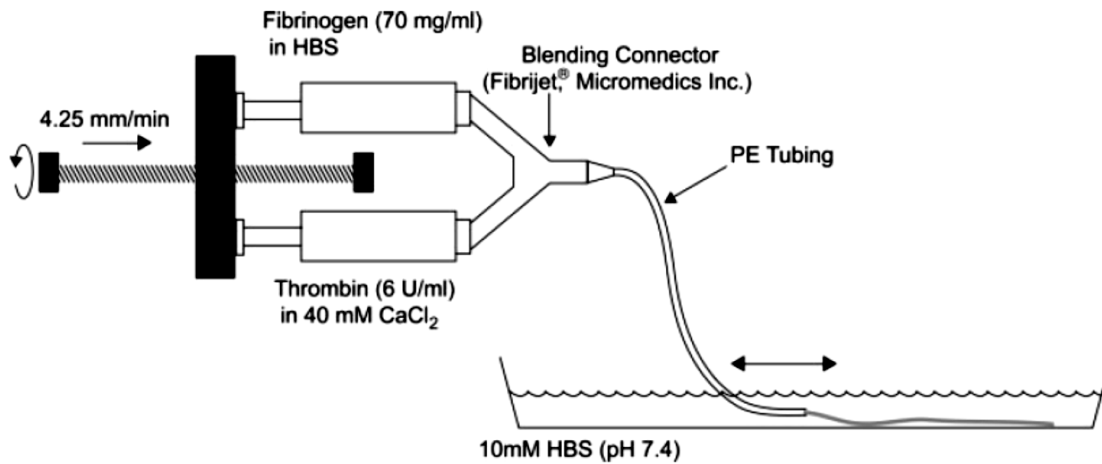 Fibrinogen (70 mg/ml)
in HBS
Blending Connector
(Fibrijet,® Micromedics Inc.)
4.25 mm/min
PE Tubing
Thrombin (6 U/ml)
in 40 mM CaCl₂
10mM HBS (pH 7.4)